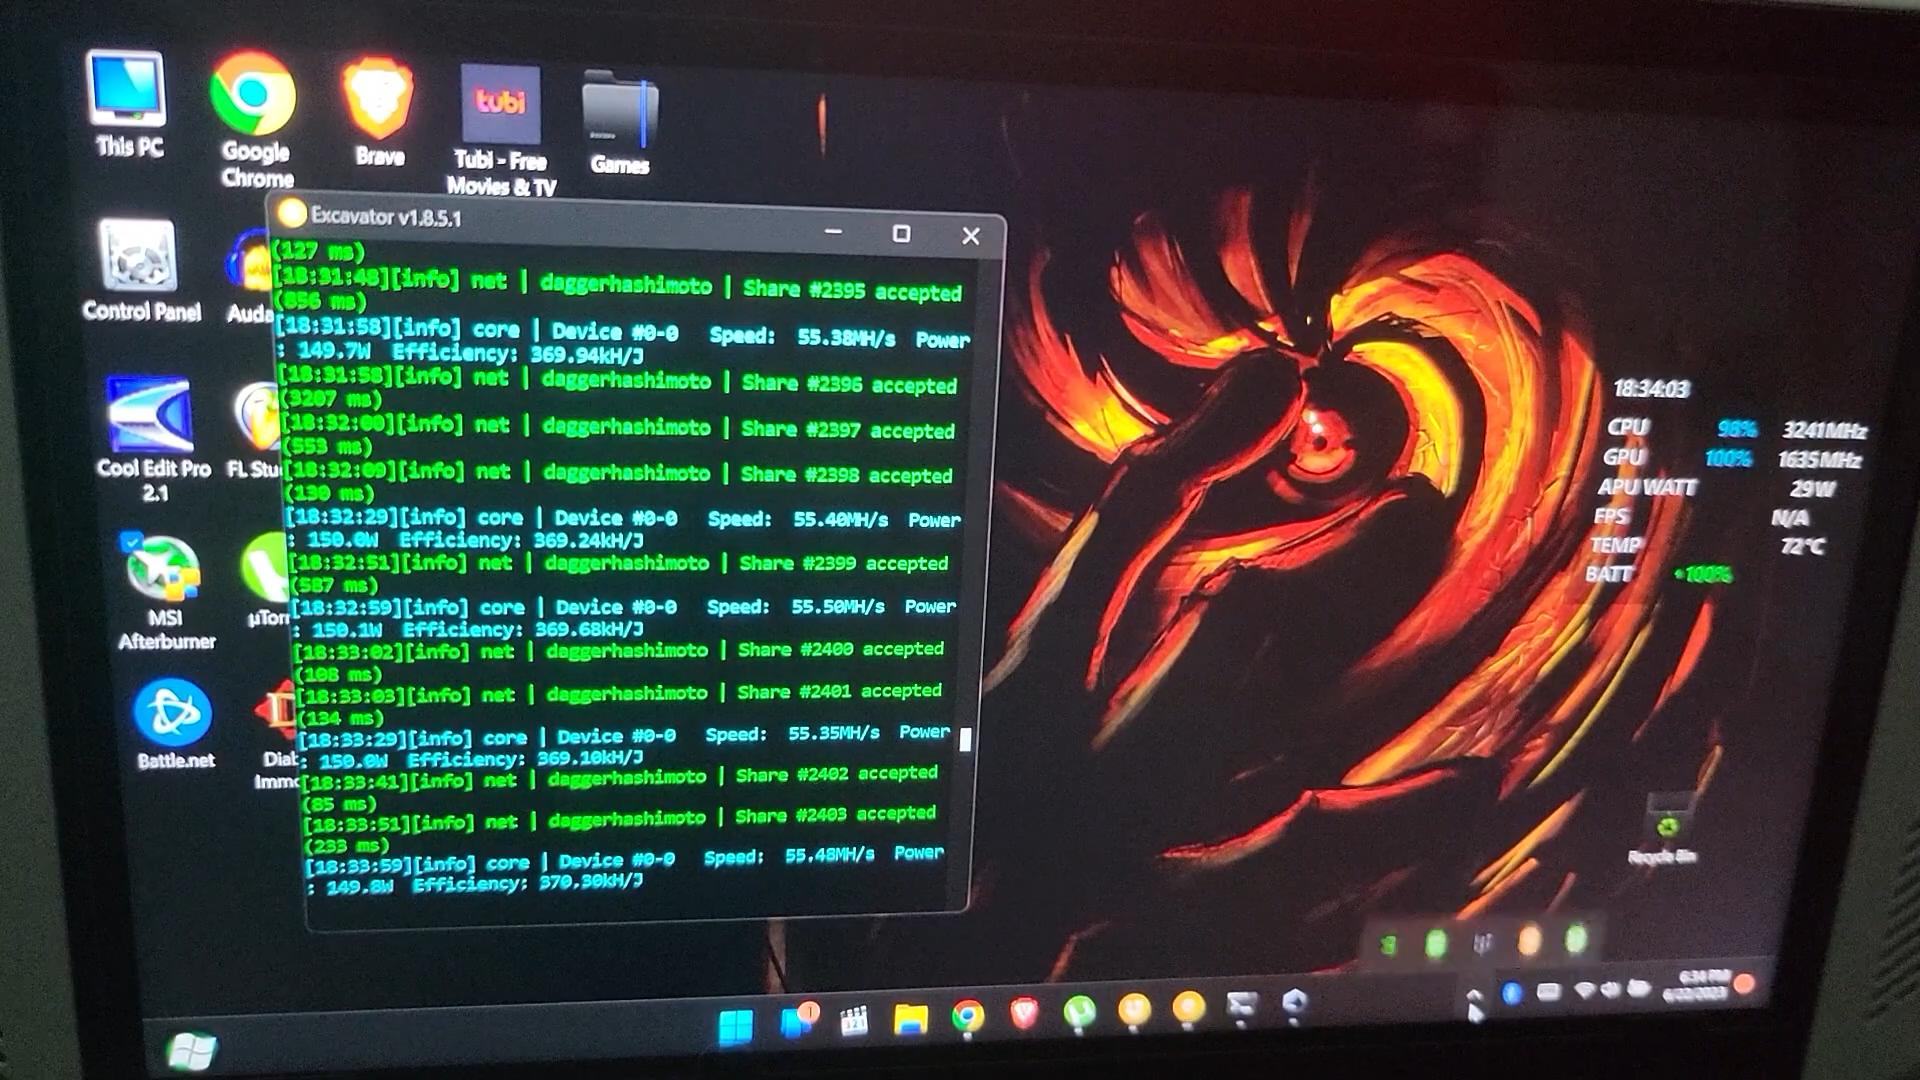 This PC
Google Chrome
Brave
tubi
Tubi - Free Movies & TV
Games
Control Panel
Auda
Cool Edit Pro 2.1
FL Stu
MSI Afterburner
µTorr
Battle.net
Diab
Immo
Excavator v1.8.5.1
(127 ms)
[18:31:48][info] net | daggerhashimoto | Share #2395 accepted
(856 ms)
[18:31:58][info] core | Device #0-0 Speed: 55.38MH/s Power
: 149.7W Efficiency: 369.94kH/J
[18:31:58][info] net | daggerhashimoto | Share #2396 accepted
(3207 ms)
[18:32:00][info] net | daggerhashimoto | Share #2397 accepted
(553 ms)
[18:32:09][info] net | daggerhashimoto | Share #2398 accepted
(130 ms)
[18:32:29][info] core | Device #0-0 Speed: 55.40MH/s Power
: 150.0W Efficiency: 369.24kH/J
[18:32:51][info] net | daggerhashimoto | Share #2399 accepted
(587 ms)
[18:32:59][info] core | Device #0-0 Speed: 55.50MH/s Power
: 150.1W Efficiency: 369.68kH/J
[18:33:02][info] net | daggerhashimoto | Share #2400 accepted
(108 ms)
[18:33:03][info] net | daggerhashimoto | Share #2401 accepted
(134 ms)
[18:33:29][info] core | Device #0-0 Speed: 55.35MH/s Power
: 150.0W Efficiency: 369.10kH/J
[18:33:41][info] net | daggerhashimoto | Share #2402 accepted
(85 ms)
[18:33:51][info] net | daggerhashimoto | Share #2403 accepted
(233 ms)
[18:33:59][info] core | Device #0-0 Speed: 55.48MH/s Power
: 149.8W Efficiency: 370.30kH/J
18:34:03
CPU 98% 3241MHz
GPU 100% 1635MHz
APU WATT 29W
FPS N/A
TEMP 72°C
BATT +100%
Recycle Bin
6:34 PM